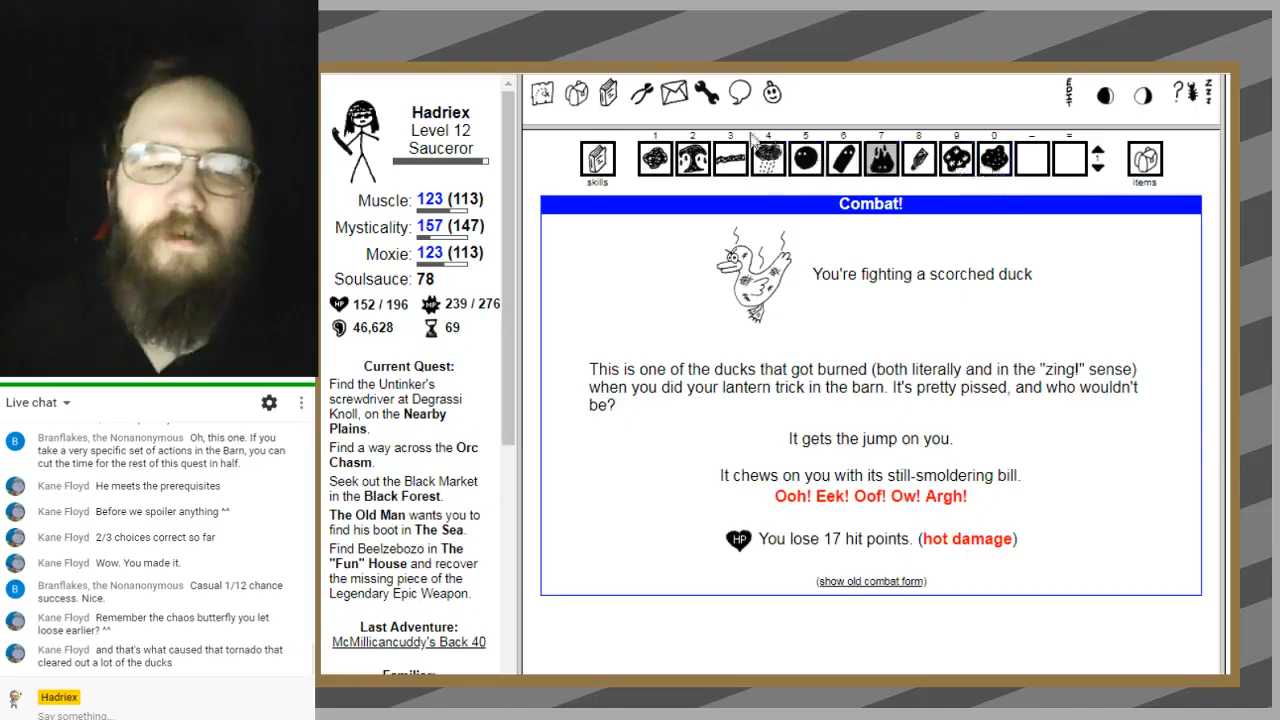 Hadriex
Level 12
Sauceror
Muscle: 123 (113)
Mysticality: 157 (147)
Moxie: 123 (113)
Soulsauce: 78
HP 152 / 196 MP 239 / 276
46,628 69
Current Quest:
Find the Untinker's
screwdriver at Degrassi
Knoll, on the Nearby
Plains.
Find a way across the Orc
Chasm.
Seek out the Black Market
in the Black Forest.
The Old Man wants you to
find his boot in The Sea.
Find Beelzebozo in The
"Fun" House and recover
the missing piece of the
Legendary Epic Weapon.
Last Adventure:
McMillicancuddy's Back 40
EDIT
? Z Z Z
1 2 3 4 5 6 7 8 9 0 – =
1
skills
items
Combat!
You're fighting a scorched duck
This is one of the ducks that got burned (both literally and in the "zing!" sense)
when you did your lantern trick in the barn. It's pretty pissed, and who wouldn't
be?
It gets the jump on you.
It chews on you with its still-smoldering bill.
Ooh! Eek! Oof! Ow! Argh!
HP You lose 17 hit points. (hot damage)
(show old combat form)
Live chat
B Branflakes, the Nonanonymous Oh, this one. If you
take a very specific set of actions in the Barn, you can
cut the time for the rest of this quest in half.
Kane Floyd He meets the prerequisites
Kane Floyd Before we spoiler anything ^^
Kane Floyd 2/3 choices correct so far
Kane Floyd Wow. You made it.
B Branflakes, the Nonanonymous Casual 1/12 chance
success. Nice.
Kane Floyd Remember the chaos butterfly you let
loose earlier? ^^
Kane Floyd and that's what caused that tornado that
cleared out a lot of the ducks
Hadriex
Say something...